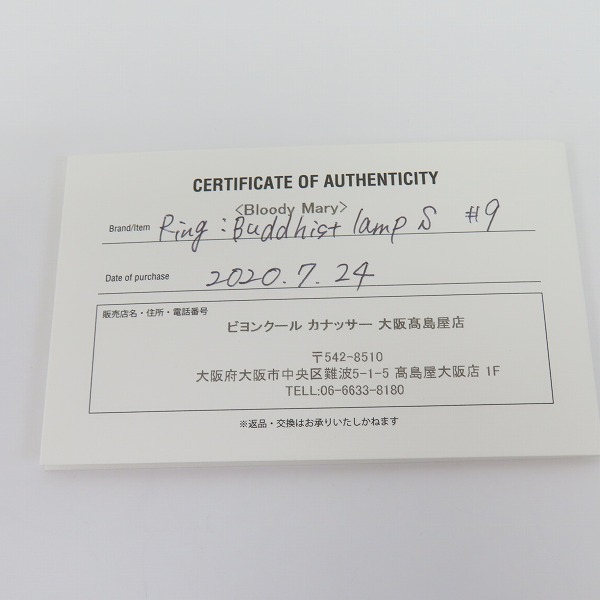 CERTIFICATE OF AUTHENTICITY
<Bloody Mary>
Brand/Item Ring : Buddhist lamp S #9
Date of purchase 2020.7.24
販売店名・住所・電話番号
ビヨンクール カナッサー 大阪髙島屋店
〒542-8510
大阪府大阪市中央区難波5-1-5 髙島屋大阪店 1F
TELL:06-6633-8180
※返品・交換はお承りいたしかねます